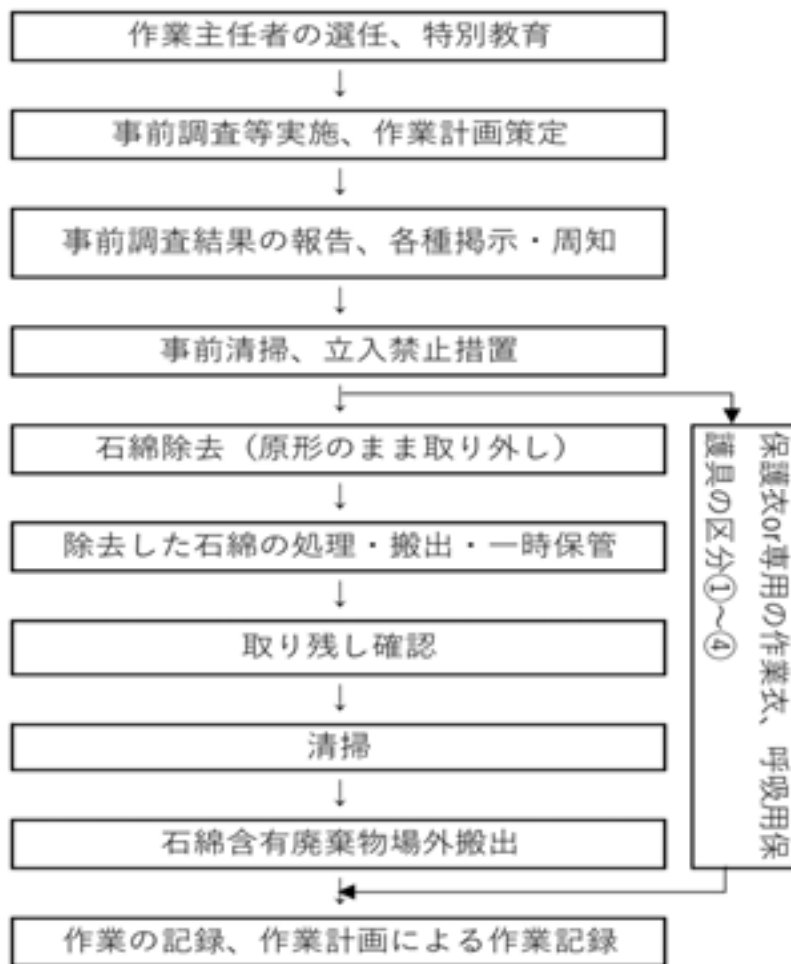 作業主任者の選任、特別教育
↓
事前調査等実施、作業計画策定
↓
事前調査結果の報告、各種掲示・周知
↓
事前清掃、立入禁止措置
↓
石綿除去（原形のまま取り外し）
↓
除去した石綿の処理・搬出・一時保管
↓
取り残し確認
↓
清掃
↓
石綿含有廃棄物場外搬出
↓
作業の記録、作業計画による作業記録
保護衣or専用の作業衣、呼吸用保
護具の区分①～④